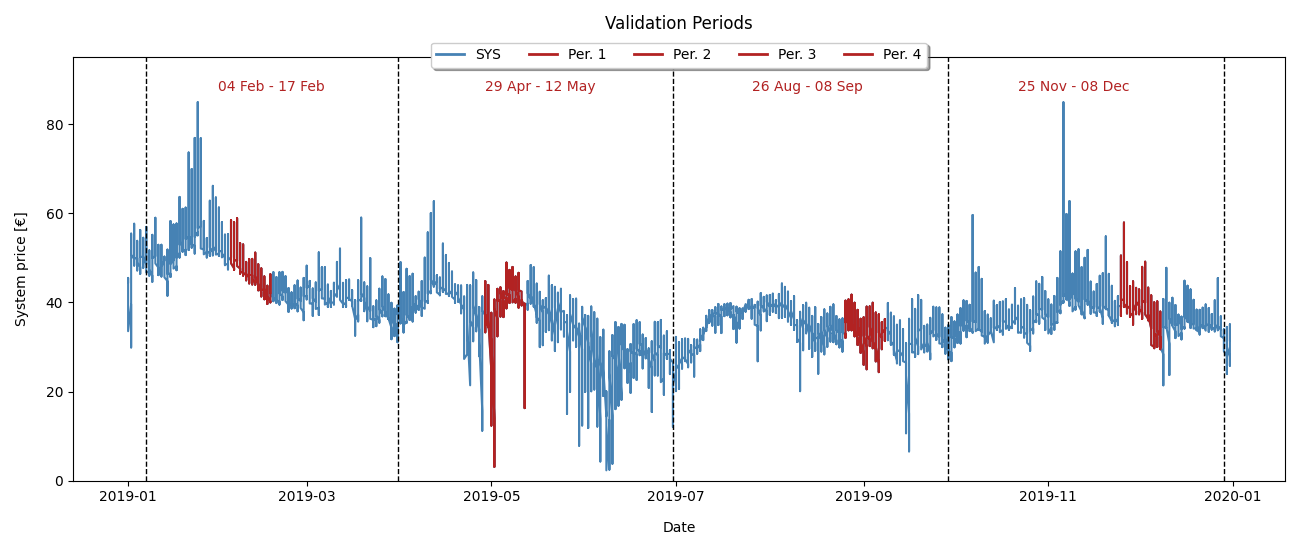 Validation Periods
SYS Per. 1 Per. 2 Per. 3 Per. 4
04 Feb - 17 Feb 29 Apr - 12 May 26 Aug - 08 Sep 25 Nov - 08 Dec
80
60
40
20
0
System price [€]
2019-01 2019-03 2019-05 2019-07 2019-09 2019-11 2020-01
Date